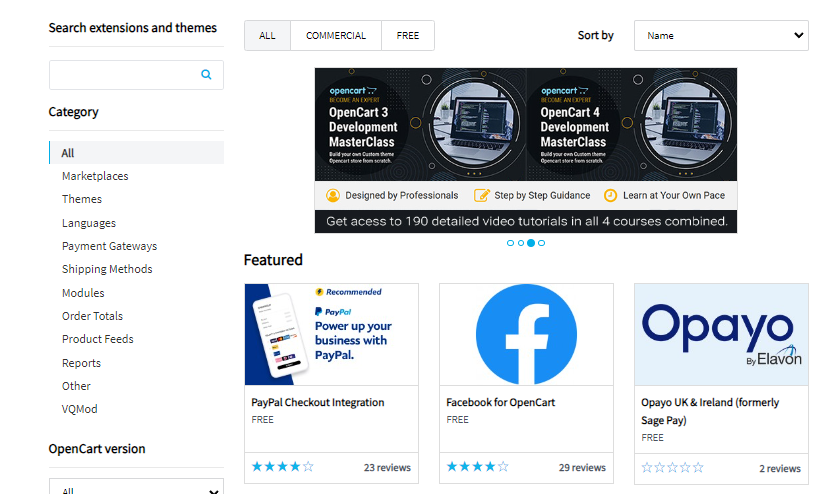 Search extensions and themes
ALL
COMMERCIAL
FREE
Sort by
Name
Category
All
Marketplaces
Themes
Languages
Payment Gateways
Shipping Methods
Modules
Order Totals
Product Feeds
Reports
Other
VQMod
OpenCart version
All
opencart
BECOME AN EXPERT
OpenCart 3
Development
MasterClass
Build your own Custom theme
Opencart store from scratch.
opencart
BECOME AN EXPERT
OpenCart 4
Development
MasterClass
Build your own Custom theme
Opencart store from scratch.
Designed by Professionals
Step by Step Guidance
Learn at Your Own Pace
Get acess to 190 detailed video tutorials in all 4 courses combined.
Featured
Recommended
PayPal
Power up your
business with
PayPal.
PayPal Checkout Integration
FREE
23 reviews
f
Facebook for OpenCart
FREE
29 reviews
Opayo
By Elavon
Opayo UK & Ireland (formerly
Sage Pay)
FREE
2 reviews